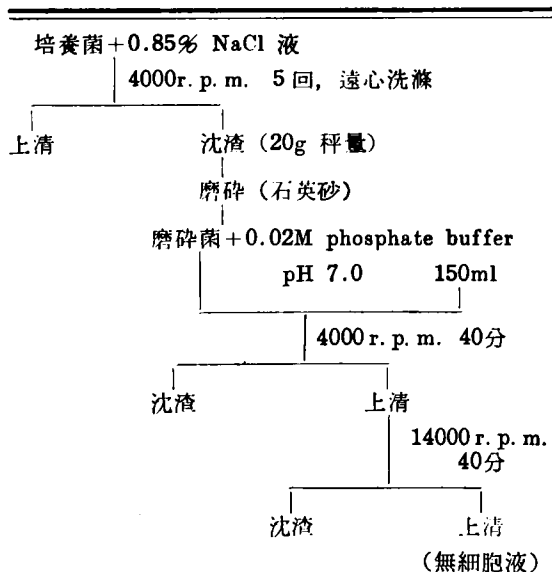 培養菌＋0.85% NaCl 液
4000r. p. m. 5 回, 遠心洗滌
上清 沈渣 (20g 秤量)
磨砕 (石英砂)
磨砕菌＋0.02M phosphate buffer
pH 7.0 150ml
4000 r. p. m. 40分
沈渣 上清
14000 r. p. m.
40分
沈渣 上清
(無細胞液)